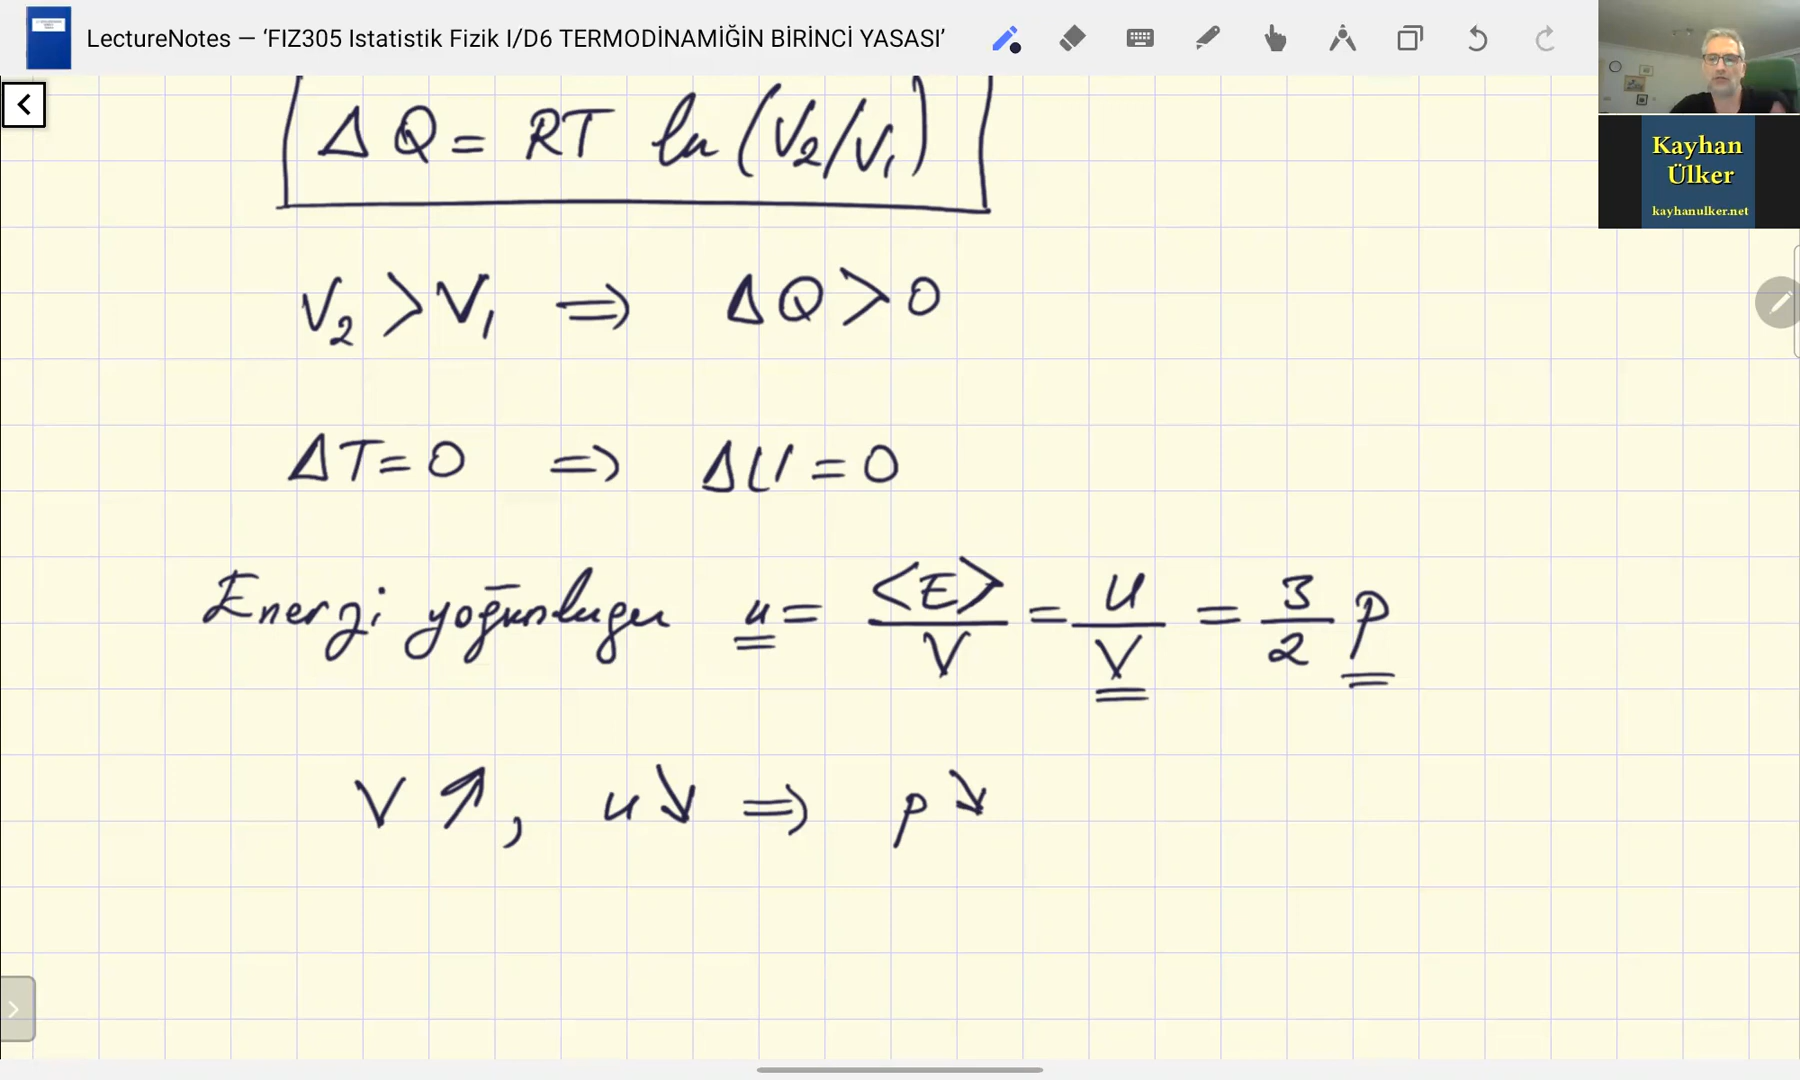 LectureNotes — ‘FIZ305 Istatistik Fizik I/D6 TERMODİNAMİĞİN BİRİNCİ YASASI’
Kayhan
Ülker
kayhanulker.net
ΔQ = RT ln(V₂/V₁)
V₂ > V₁ ⇒ ΔQ > 0
ΔT = 0 ⇒ ΔU = 0
Energi yoğunlugu u = <E>/V = U/V = 3/2 p
V ↗, u ↘ ⇒ p ↘